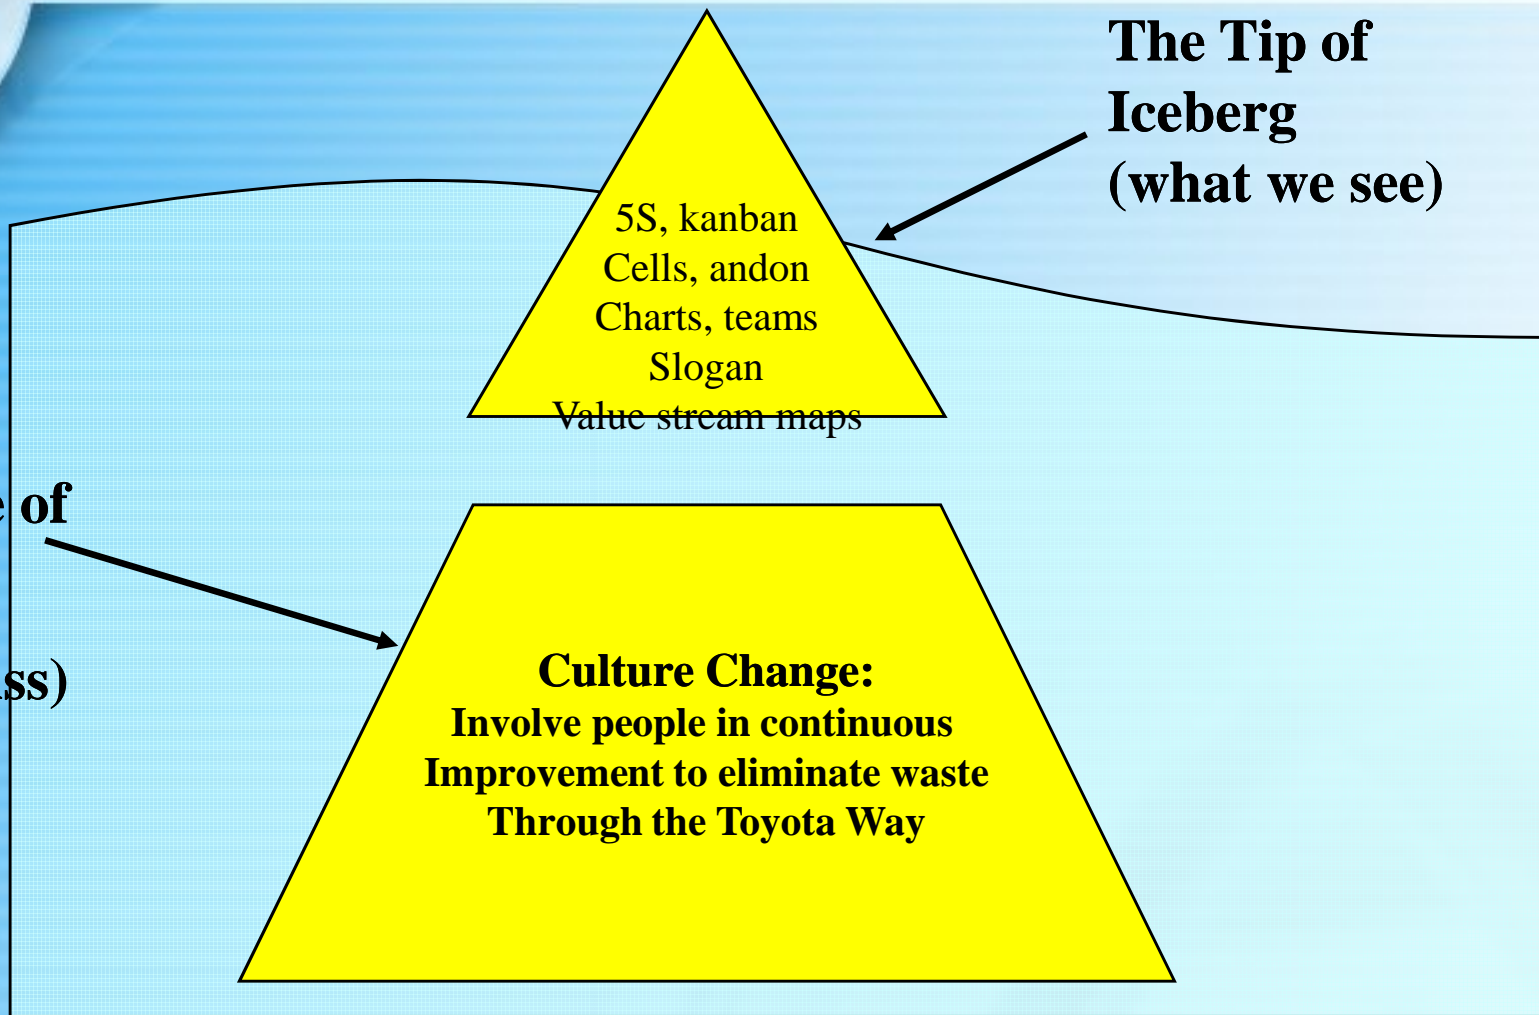 The Tip of
Iceberg
(what we see)
5S, kanban
Cells, andon
Charts, teams
Slogan
Value stream maps
of
Culture Change:
Involve people in continuous
Improvement to eliminate waste
Through the Toyota Way